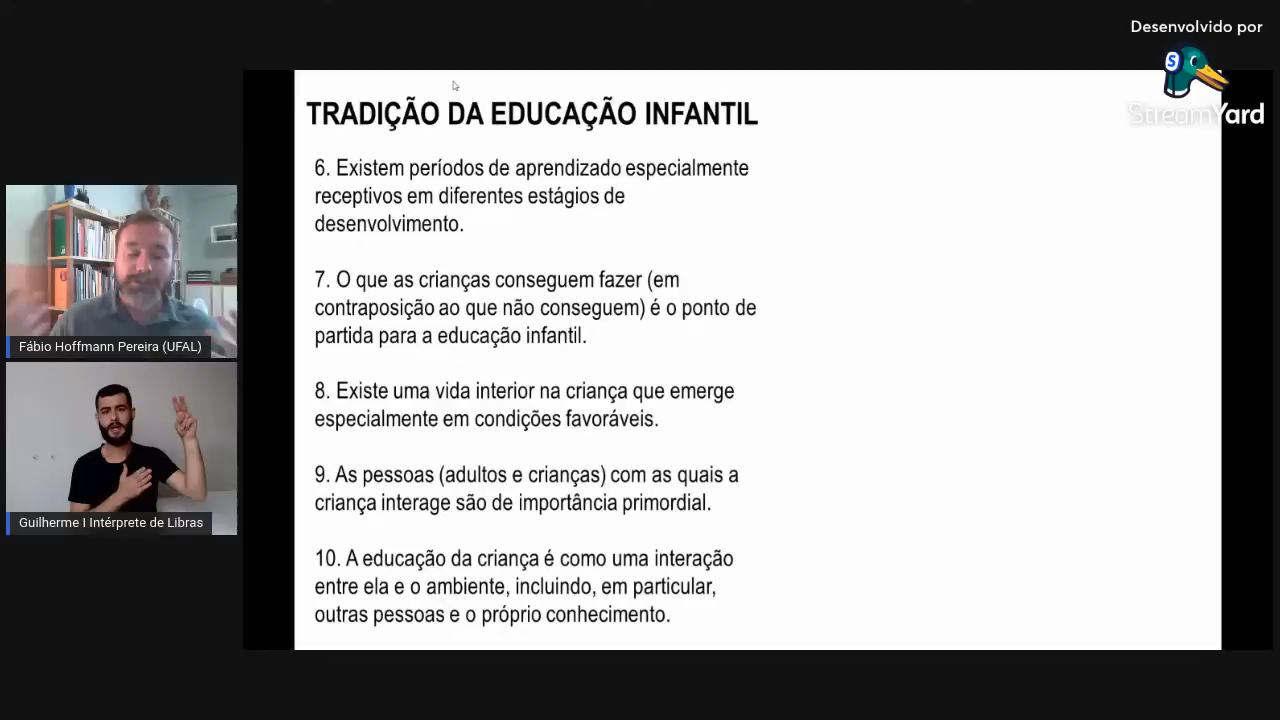 Desenvolvido por
StreamYard
TRADIÇÃO DA EDUCAÇÃO INFANTIL
6. Existem períodos de aprendizado especialmente
receptivos em diferentes estágios de
desenvolvimento.
7. O que as crianças conseguem fazer (em
contraposição ao que não conseguem) é o ponto de
partida para a educação infantil.
8. Existe uma vida interior na criança que emerge
especialmente em condições favoráveis.
9. As pessoas (adultos e crianças) com as quais a
criança interage são de importância primordial.
10. A educação da criança é como uma interação
entre ela e o ambiente, incluindo, em particular,
outras pessoas e o próprio conhecimento.
Fábio Hoffmann Pereira (UFAL)
Guilherme I Intérprete de Libras